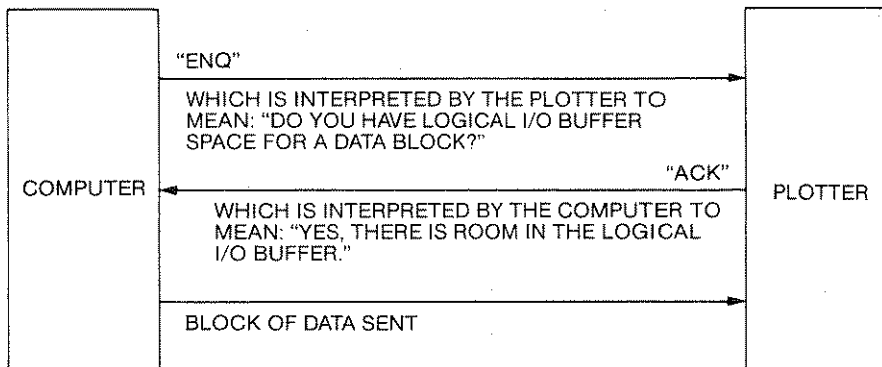 "ENQ"
WHICH IS INTERPRETED BY THE PLOTTER TO
MEAN: "DO YOU HAVE LOGICAL I/O BUFFER
SPACE FOR A DATA BLOCK?"
"ACK"
COMPUTER
PLOTTER
WHICH IS INTERPRETED BY THE COMPUTER TO
MEAN: "YES, THERE IS ROOM IN THE LOGICAL
I/O BUFFER."
BLOCK OF DATA SENT